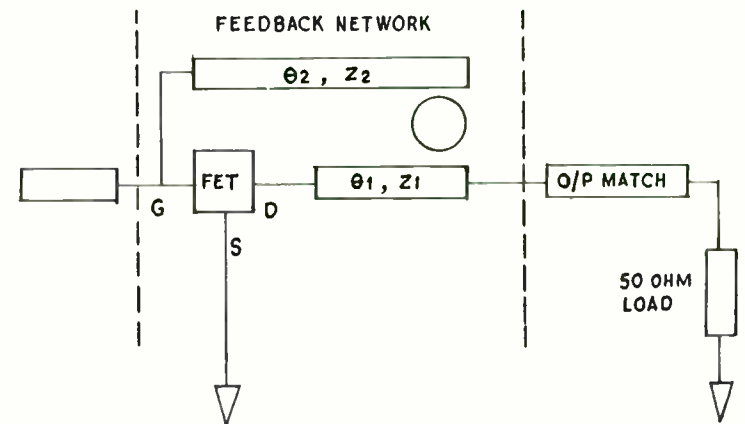 FEEDBACK NETWORK
θ2 , Z2
FET
θ1 , Z1
O/P MATCH
G
D
S
50 OHM
LOAD